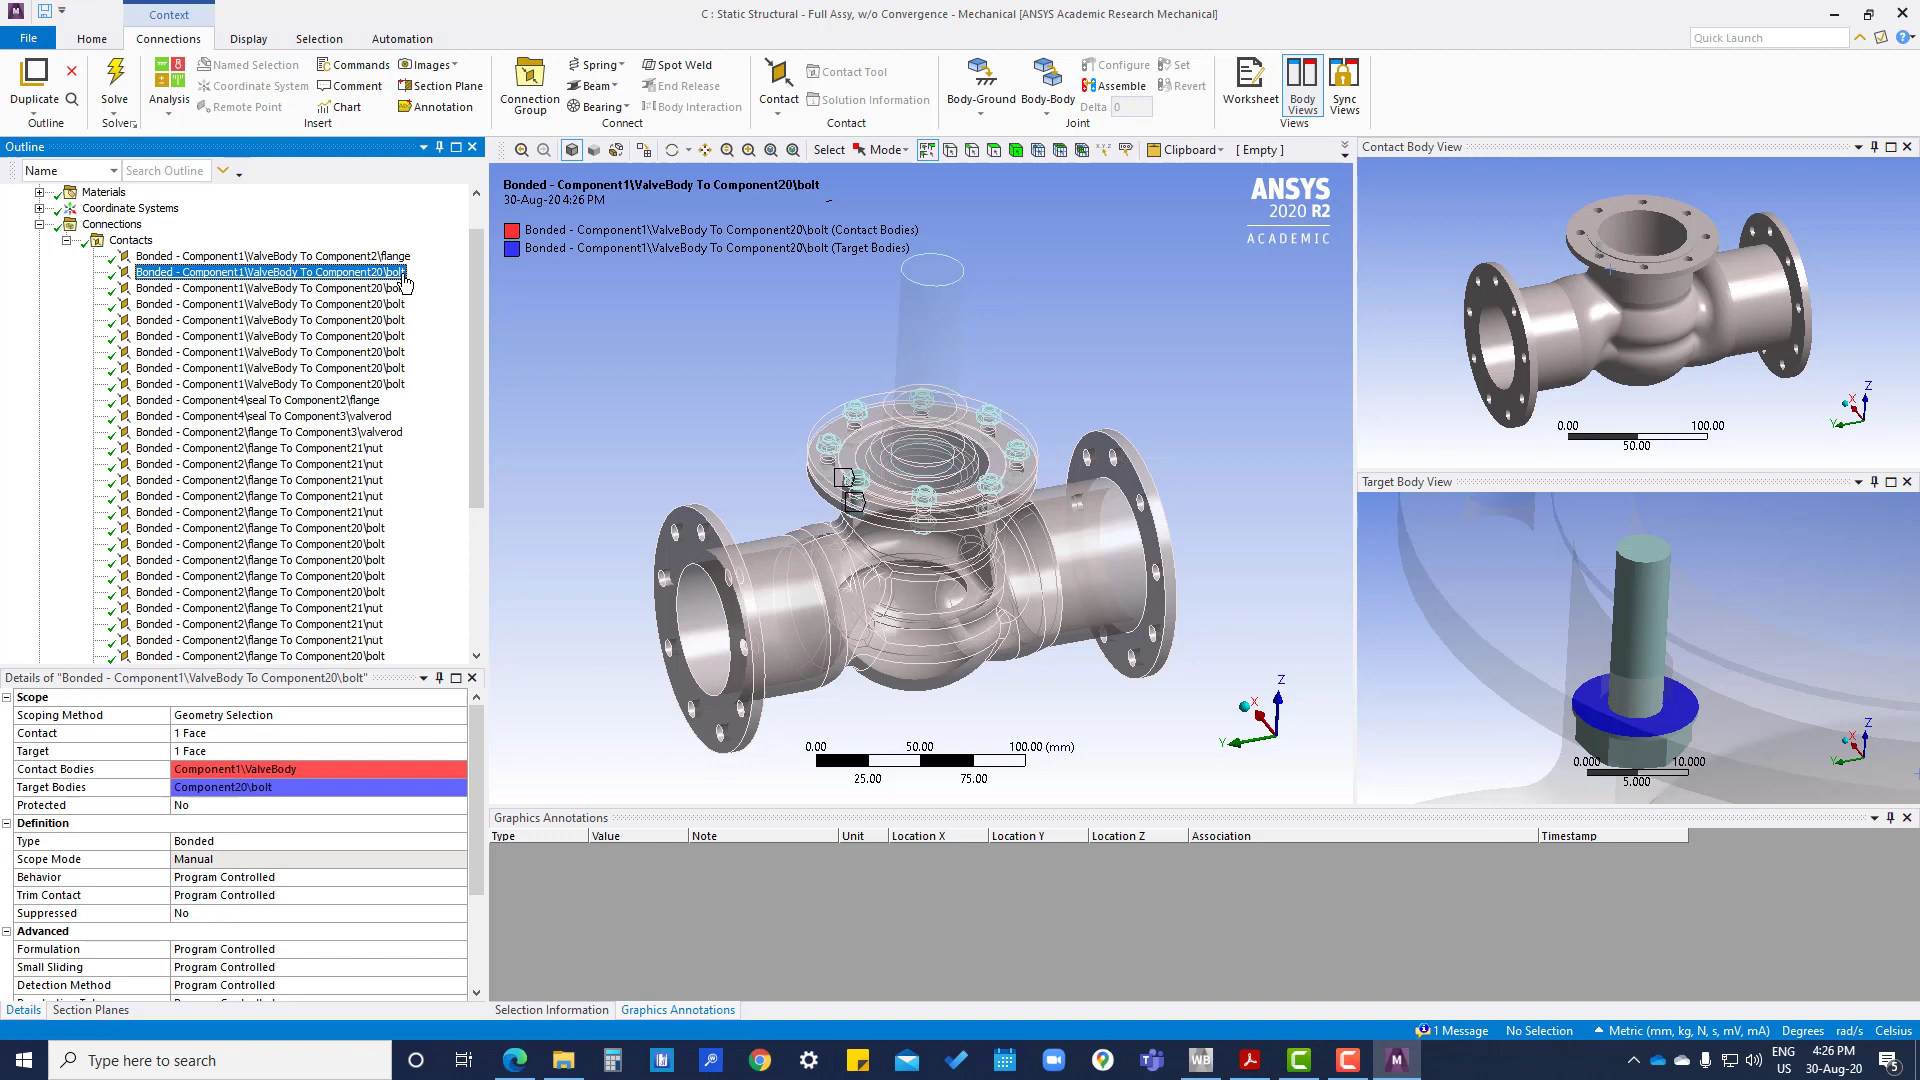 C : Static Structural - Full Assy, w/o Convergence - Mechanical [ANSYS Academic Research Mechanical]
Context
File Home Connections Display Selection Automation
Quick Launch
Duplicate
Outline
Solve
Solver
Analysis
Named Selection
Coordinate System
Remote Point
Commands
Comment
Chart
Images
Section Plane
Annotation
Insert
Connection Group
Spring
Beam
Bearing
Spot Weld
End Release
Body Interaction
Connect
Contact
Contact Tool
Solution Information
Contact
Body-Ground
Body-Body
Configure
Set
Assemble
Revert
Delta 0
Joint
Worksheet
Body Views
Sync Views
Views
Outline
Name Search Outline
Materials
Coordinate Systems
Connections
Contacts
Bonded - Component1\ValveBody To Component2\flange
Bonded - Component1\ValveBody To Component20\bolt
Bonded - Component1\ValveBody To Component20\bolt
Bonded - Component1\ValveBody To Component20\bolt
Bonded - Component1\ValveBody To Component20\bolt
Bonded - Component1\ValveBody To Component20\bolt
Bonded - Component1\ValveBody To Component20\bolt
Bonded - Component1\ValveBody To Component20\bolt
Bonded - Component1\ValveBody To Component20\bolt
Bonded - Component4\seal To Component2\flange
Bonded - Component4\seal To Component3\valverod
Bonded - Component2\flange To Component3\valverod
Bonded - Component2\flange To Component21\nut
Bonded - Component2\flange To Component21\nut
Bonded - Component2\flange To Component21\nut
Bonded - Component2\flange To Component21\nut
Bonded - Component2\flange To Component21\nut
Bonded - Component2\flange To Component20\bolt
Bonded - Component2\flange To Component20\bolt
Bonded - Component2\flange To Component20\bolt
Bonded - Component2\flange To Component20\bolt
Bonded - Component2\flange To Component20\bolt
Bonded - Component2\flange To Component21\nut
Bonded - Component2\flange To Component21\nut
Bonded - Component2\flange To Component21\nut
Bonded - Component2\flange To Component20\bolt
Details of "Bonded - Component1\ValveBody To Component20\bolt"
Scope
Scoping Method Geometry Selection
Contact 1 Face
Target 1 Face
Contact Bodies Component1\ValveBody
Target Bodies Component20\bolt
Protected No
Definition
Type Bonded
Scope Mode Manual
Behavior Program Controlled
Trim Contact Program Controlled
Suppressed No
Advanced
Formulation Program Controlled
Small Sliding Program Controlled
Detection Method Program Controlled
Details Section Planes
Select Mode Clipboard [ Empty ]
Bonded - Component1\ValveBody To Component20\bolt
30-Aug-20 4:26 PM
Bonded - Component1\ValveBody To Component20\bolt (Contact Bodies)
Bonded - Component1\ValveBody To Component20\bolt (Target Bodies)
ANSYS
2020 R2
ACADEMIC
Z
X
Y
0.00 50.00 100.00 (mm)
25.00 75.00
Contact Body View
Z
X
Y
0.00 100.00
50.00
Target Body View
Z
X
Y
0.000 10.000
5.000
Graphics Annotations
Type Value Note Unit Location X Location Y Location Z Association Timestamp
Selection Information Graphics Annotations
1 Message No Selection Metric (mm, kg, N, s, mV, mA) Degrees rad/s Celsius
Type here to search
ENG
US
4:26 PM
30-Aug-20
5